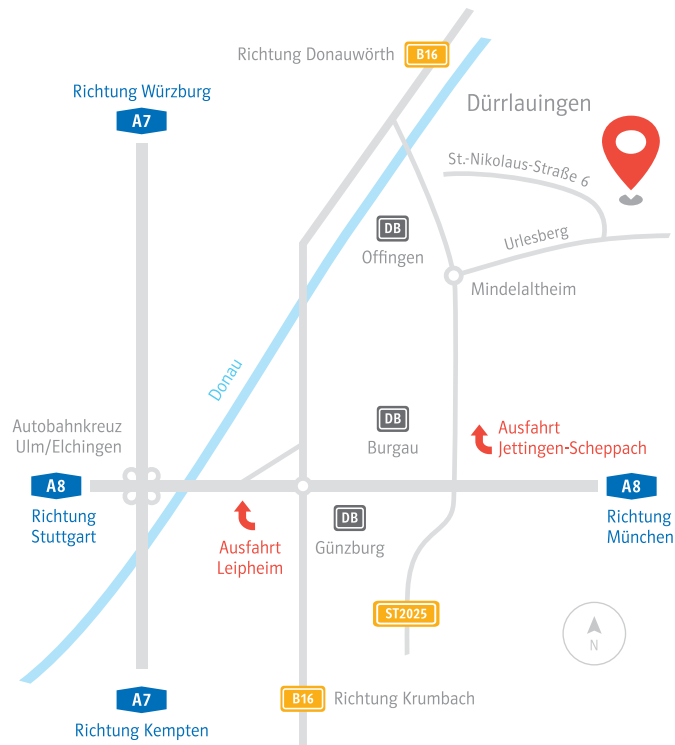 Richtung Donauwörth
B16
Richtung Würzburg
A7
Dürrlauingen
St.-Nikolaus-Straße 6
DB
Offingen
Urlesberg
Mindelaltheim
Donau
Autobahnkreuz
Ulm/Elchingen
DB
Burgau
Ausfahrt
Jettingen-Scheppach
A8
Richtung
Stuttgart
A8
Richtung
München
Ausfahrt
Leipheim
DB
Günzburg
ST2025
N
A7
Richtung Kempten
B16
Richtung Krumbach